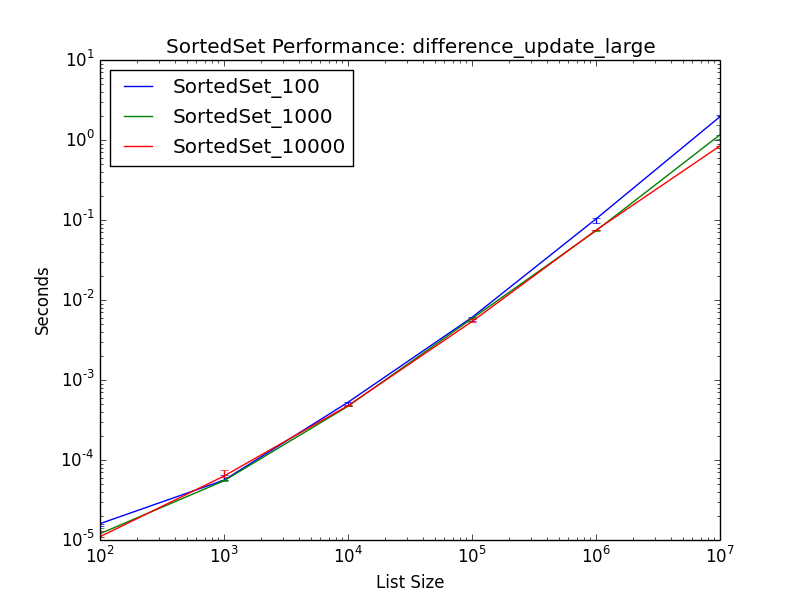 SortedSet Performance: difference_update_large
10^1
SortedSet_100
SortedSet_1000
SortedSet_10000
10^0
10^-1
10^-2
10^-3
10^-4
10^-5
Seconds
10^2
10^3
10^4
10^5
10^6
10^7
List Size